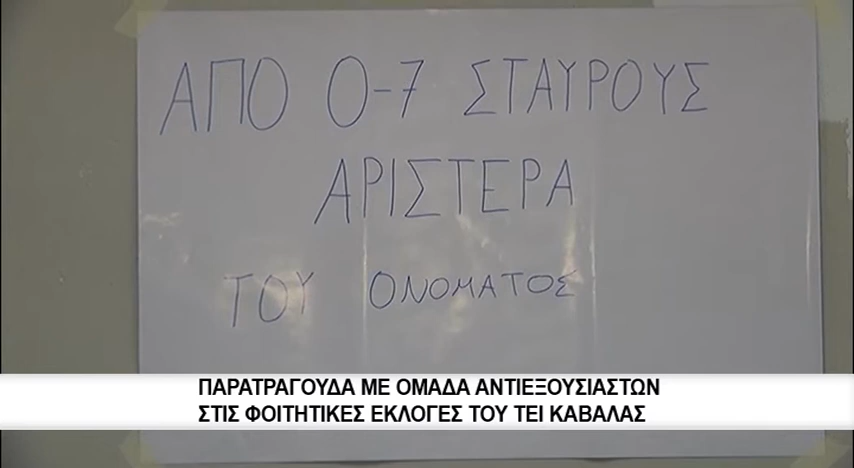 ΑΠΟ 0-7 ΣΤΑΥΡΟΥΣ
ΑΡΙΣΤΕΡΑ
ΤΟΥ ΟΝΟΜΑΤΟΣ
ΠΑΡΑΤΡΑΓΟΥΔΑ ΜΕ ΟΜΑΔΑ ΑΝΤΙΕΞΟΥΣΙΑΣΤΩΝ
ΣΤΙΣ ΦΟΙΤΗΤΙΚΕΣ ΕΚΛΟΓΕΣ ΤΟΥ ΤΕΙ ΚΑΒΑΛΑΣ